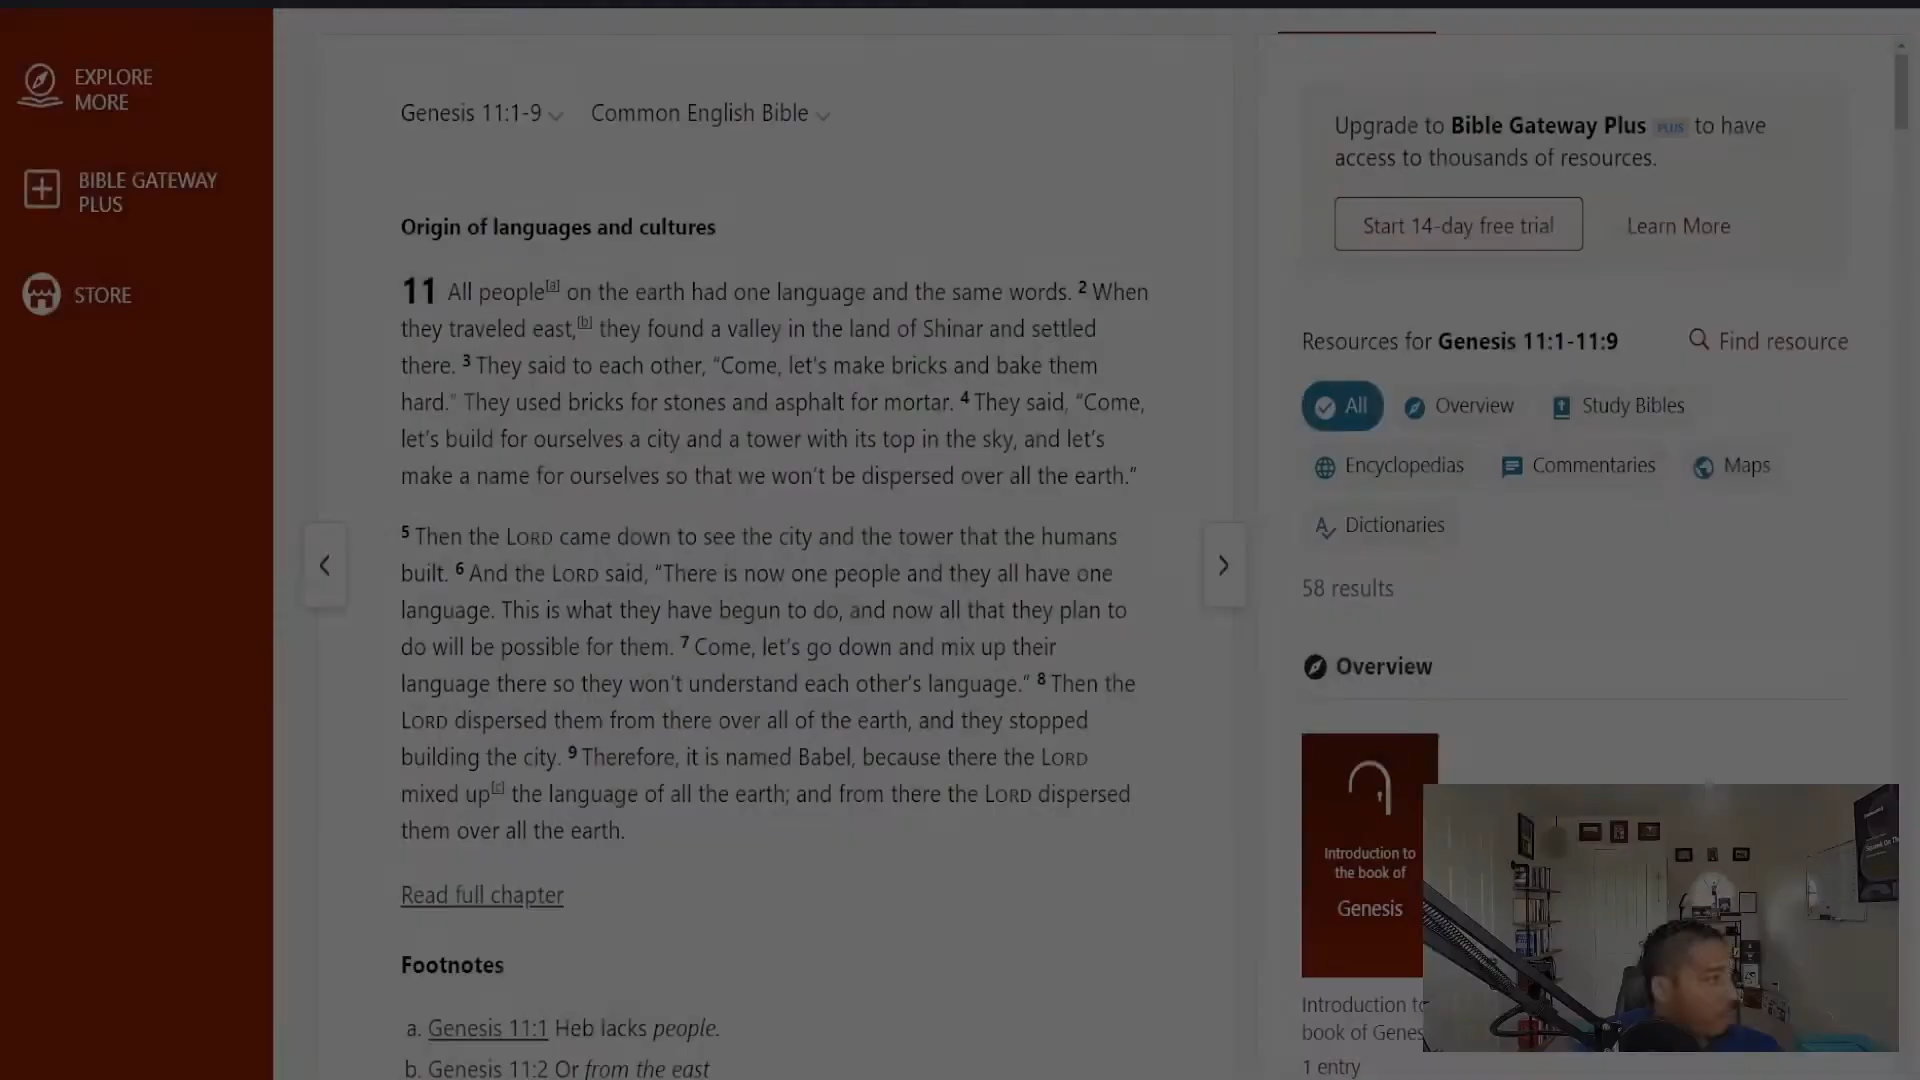 EXPLORE
MORE
BIBLE GATEWAY
PLUS
STORE
Genesis 11:1-9
Common English Bible
Origin of languages and cultures
11 All people[a] on the earth had one language and the same words. 2 When
they traveled east,[b] they found a valley in the land of Shinar and settled
there. 3 They said to each other, “Come, let's make bricks and bake them
hard.” They used bricks for stones and asphalt for mortar. 4 They said, “Come,
let's build for ourselves a city and a tower with its top in the sky, and let's
make a name for ourselves so that we won't be dispersed over all the earth.”
5 Then the LORD came down to see the city and the tower that the humans
built. 6 And the LORD said, “There is now one people and they all have one
language. This is what they have begun to do, and now all that they plan to
do will be possible for them. 7 Come, let's go down and mix up their
language there so they won't understand each other's language.” 8 Then the
LORD dispersed them from there over all of the earth, and they stopped
building the city. 9 Therefore, it is named Babel, because there the LORD
mixed up[c] the language of all the earth; and from there the LORD dispersed
them over all the earth.
Read full chapter
Footnotes
a. Genesis 11:1 Heb lacks people.
b. Genesis 11:2 Or from the east
Upgrade to Bible Gateway Plus PLUS to have
access to thousands of resources.
Start 14-day free trial
Learn More
Resources for Genesis 11:1-11:9
Find resource
All
Overview
Study Bibles
Encyclopedias
Commentaries
Maps
Dictionaries
58 results
Overview
Introduction to
the book of
Genesis
Introduction to
book of Genes
1 entry